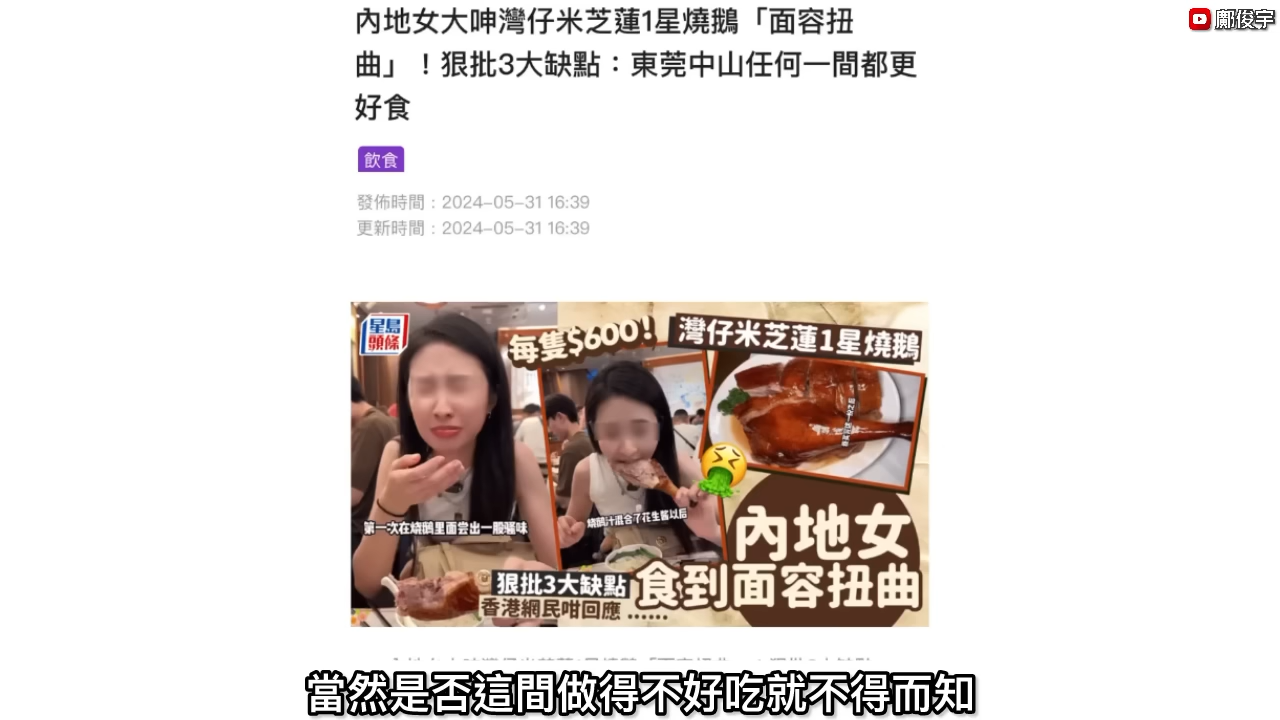 鄺俊宇
內地女大呻灣仔米芝蓮1星燒鵝「面容扭
曲」！狠批3大缺點：東莞中山任何一間都更
好食
飲食
發佈時間：2024-05-31 16:39
更新時間：2024-05-31 16:39
星島
頭條
每隻$600!
灣仔米芝蓮1星燒鵝
第一次在烧鹅里面尝出一股骚味
烧鹅汁混合了花生酱以后
內地女
食到面容扭曲
狠批3大缺點
香港網民咁回應 ......
當然是否這間做得不好吃就不得而知